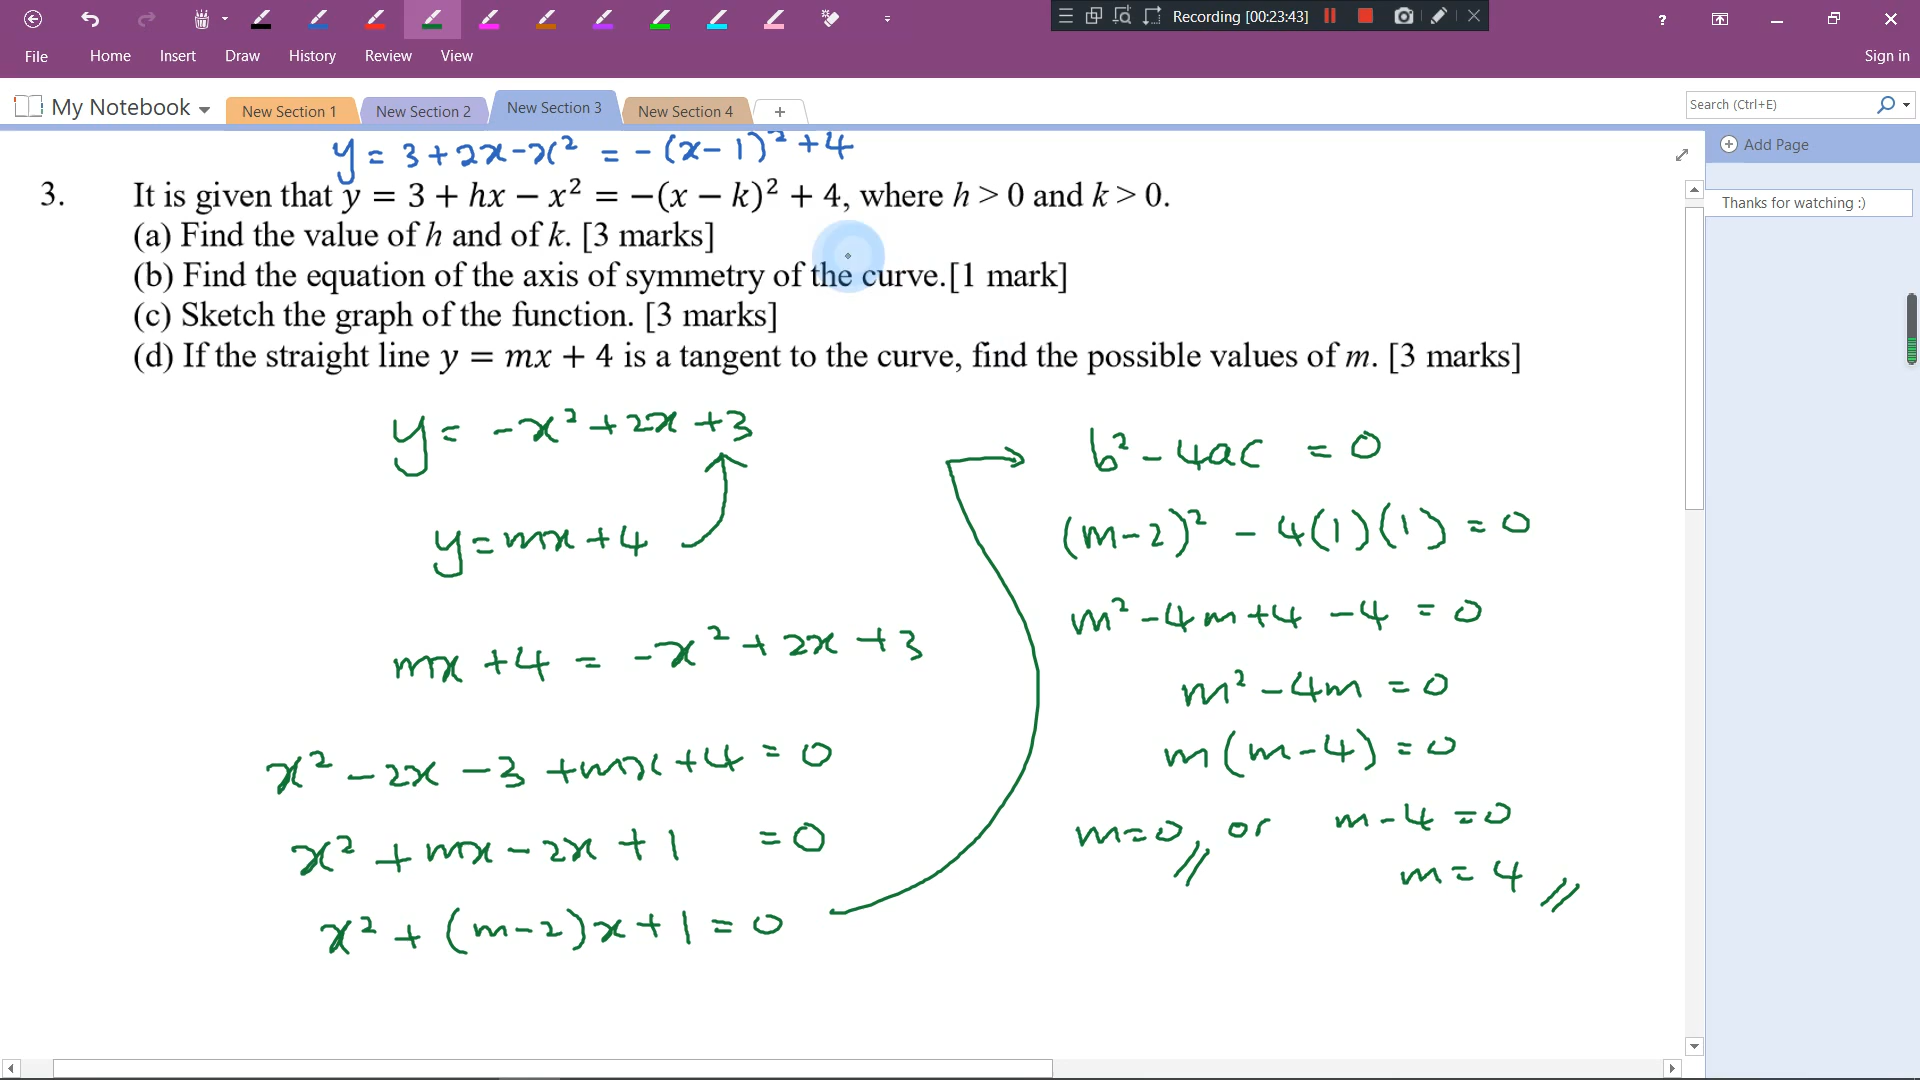 Recording [00:23:43]
?
File Home Insert Draw History Review View
Sign in
My Notebook New Section 1 New Section 2 New Section 3 New Section 4 +
Search (Ctrl+E)
Add Page
Thanks for watching :)
y = 3 + 2x - x² = -(x - 1)² + 4
3. It is given that y = 3 + hx − x² = −(x − k)² + 4, where h > 0 and k > 0.
(a) Find the value of h and of k. [3 marks]
(b) Find the equation of the axis of symmetry of the curve.[1 mark]
(c) Sketch the graph of the function. [3 marks]
(d) If the straight line y = mx + 4 is a tangent to the curve, find the possible values of m. [3 marks]
y = -x² + 2x + 3
y = mx + 4
mx + 4 = -x² + 2x + 3
x² - 2x - 3 + mx + 4 = 0
x² + mx - 2x + 1 = 0
x² + (m-2)x + 1 = 0
b² - 4ac = 0
(m-2)² - 4(1)(1) = 0
m² - 4m + 4 - 4 = 0
m² - 4m = 0
m(m-4) = 0
m = 0 or m - 4 = 0
m = 4